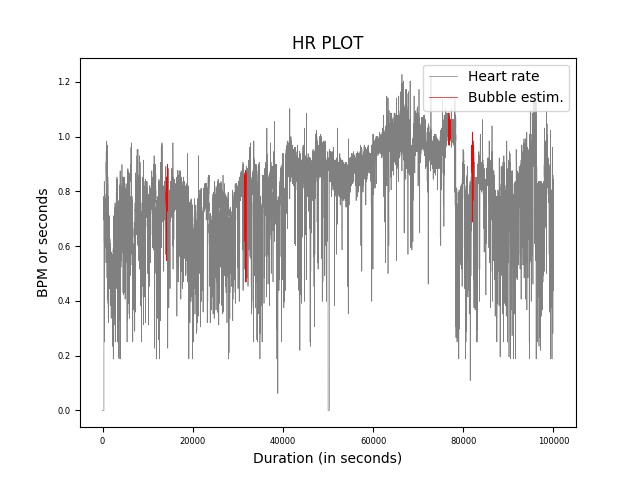 HR PLOT
Heart rate
Bubble estim.
1.2
1.0
0.8
0.6
0.4
0.2
0.0
BPM or seconds
0 20000 40000 60000 80000 100000
Duration (in seconds)